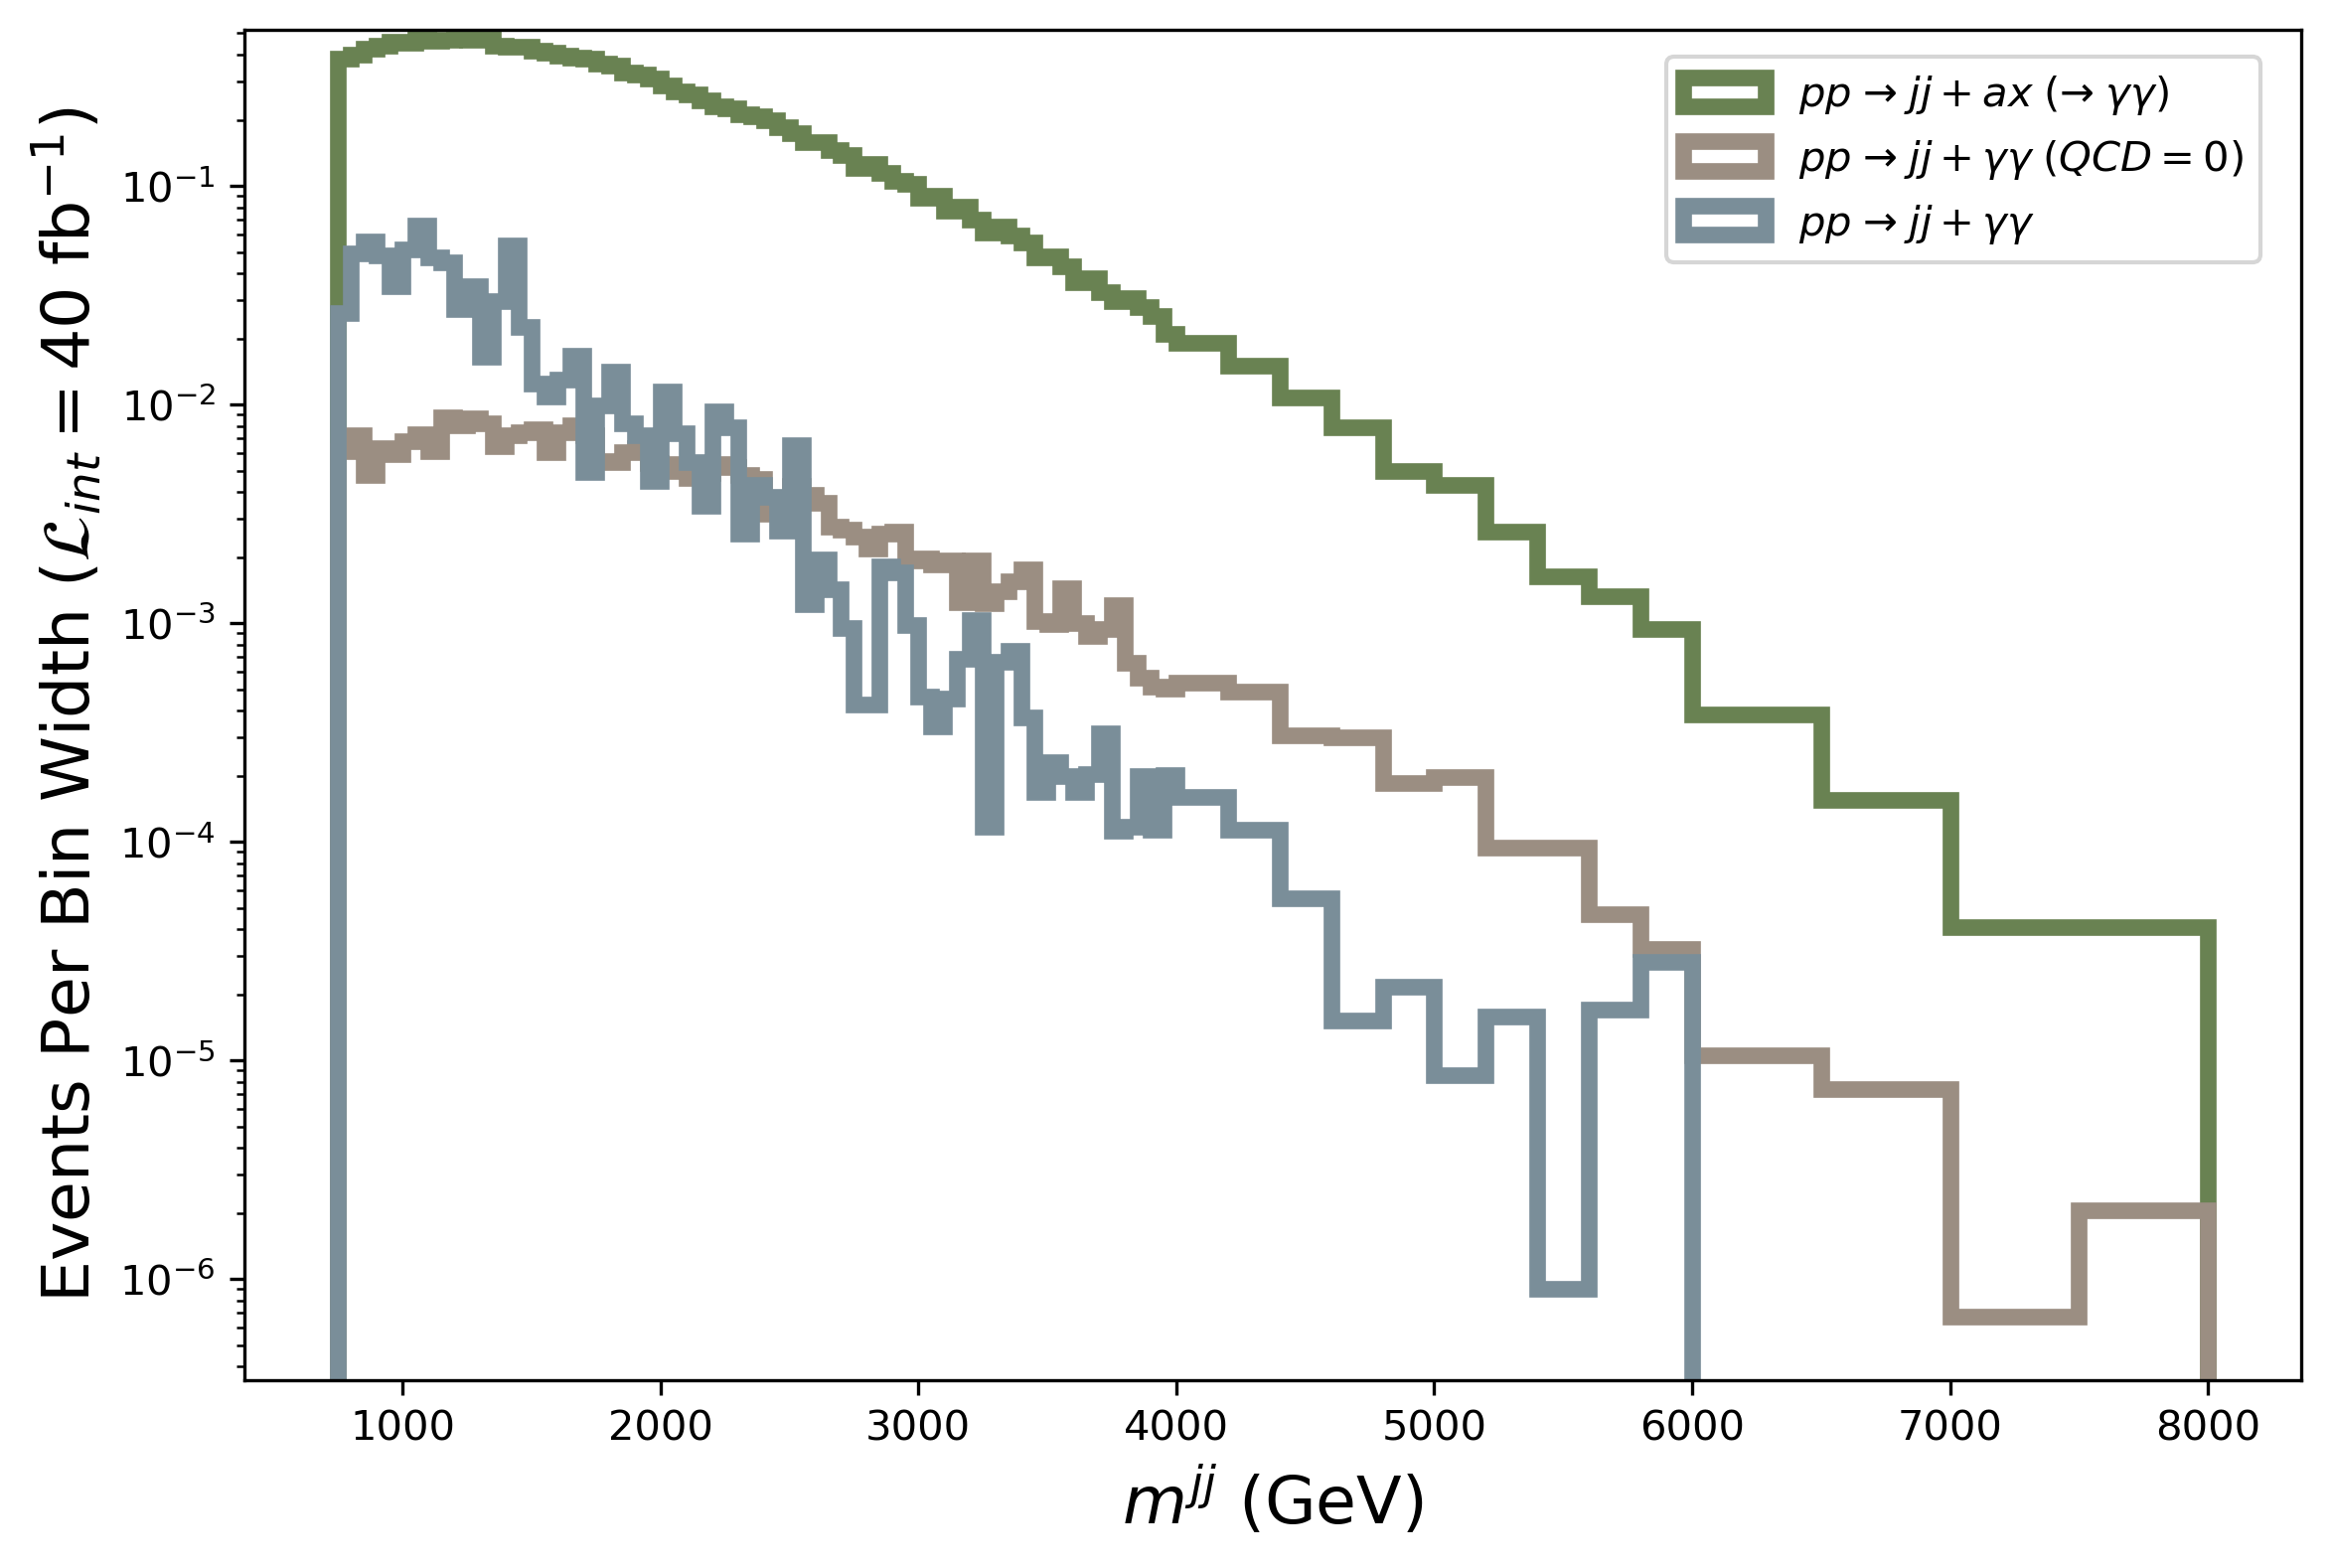 Events Per Bin Width (ℒ_int = 40 fb⁻¹)
10⁻¹
10⁻²
10⁻³
10⁻⁴
10⁻⁵
10⁻⁶
pp → jj + ax (→ γγ)
pp → jj + γγ (QCD = 0)
pp → jj + γγ
1000 2000 3000 4000 5000 6000 7000 8000
m^jj (GeV)